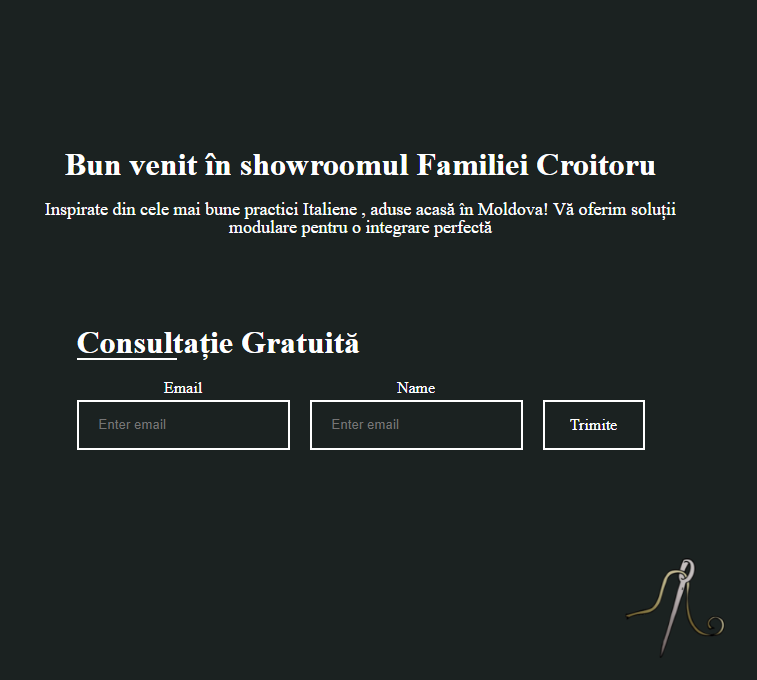 Bun venit în showroomul Familiei Croitoru
Inspirate din cele mai bune practici Italiene , aduse acasă în Moldova! Vă oferim soluții
modulare pentru o integrare perfectă
Consultație Gratuită
Email
Name
Enter email
Enter email
Trimite